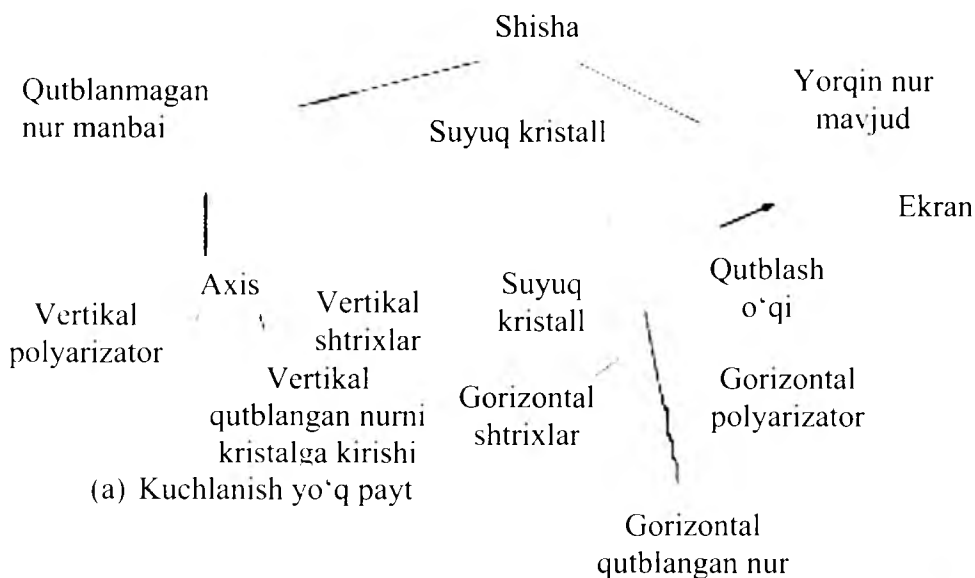 Shisha
Qutblanmagan
nur manbai
Suyuq kristall
Yorqin nur
mavjud
Ekran
Axis
Vertikal
polyarizator
Vertikal
shtrixlar
Vertikal
qutblangan nurni
kristalga kirishi
Suyuq
kristall
Gorizontal
shtrixlar
Qutblash
o‘qi
Gorizontal
polyarizator
(a) Kuchlanish yo‘q payt
Gorizontal
qutblangan nur